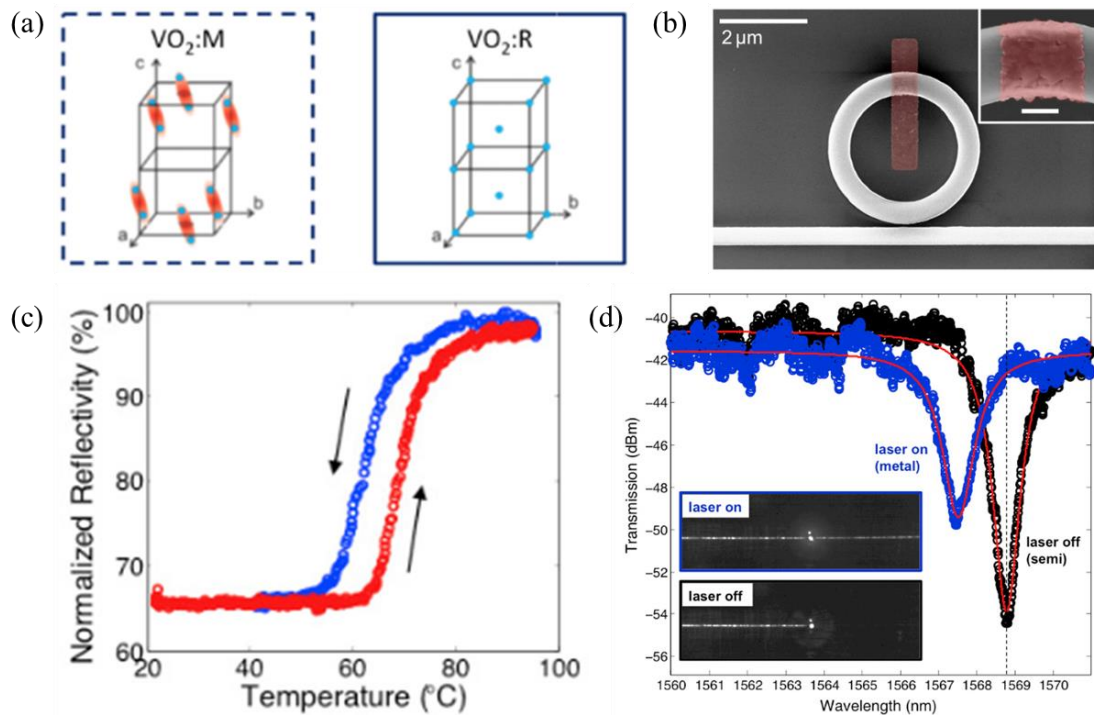 (a)
VO2:M
c
b
a
VO2:R
c
b
a
(b)
2 μm
(c)
Normalized Reflectivity (%)
100
90
80
70
60
20
40
60
80
100
Temperature (°C)
(d)
Transmission (dBm)
−40
−42
−44
−46
−48
−50
−52
−54
−56
laser on
(metal)
laser off
(semi)
laser on
laser off
1560
1561
1562
1563
1564
1565
1566
1567
1568
1569
1570
Wavelength (nm)